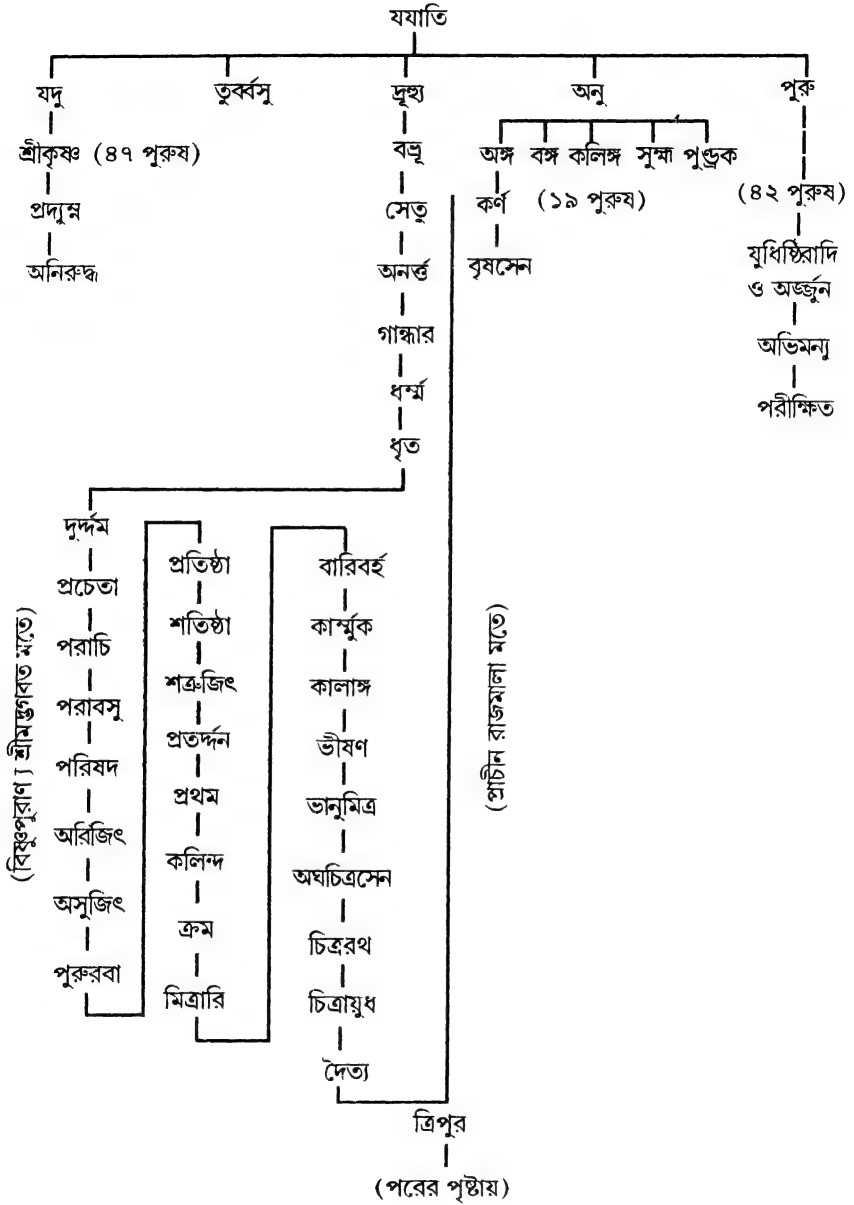 যযাতি
যদু তুর্ব্বসু দ্রূহ্য অনু পুরু
শ্রীকৃষ্ণ (৪৭ পুরুষ) বভ্রূ অঙ্গ বঙ্গ কলিঙ্গ সুহ্মা পুণ্ড্রক
প্রদ্যুম্ন সেতু কর্ণ (১৯ পুরুষ) (৪২ পুরুষ)
অনিরুদ্ধ অনর্ত্ত বৃষসেন যুধিষ্ঠিরাদি
ও অর্জ্জুন
গান্ধার অভিমন্যু
ধর্ম্ম পরীক্ষিত
ধৃত
(বিষ্ণুপুরাণ / শ্রীমদ্ভগবত মতে)
দুর্দ্দম
প্রচেতা
পরাচি
পরাবসু
পরিষদ
অরিজিৎ
অসুজিৎ
পুরুরবা
প্রতিষ্ঠা
শতিষ্ঠা
শত্রুজিৎ
প্রতর্দ্দন
প্রথম
কলিন্দ
ক্রম
মিত্রারি
বারিবর্হ
কার্ম্মুক
কালাঙ্গ
ভীষণ
ভানুমিত্র
অঘচিত্রসেন
চিত্ররথ
চিত্রায়ুধ
দৈত্য
(প্রাচীন রাজমালা মতে)
ত্রিপুর
(পরের পৃষ্টায়)